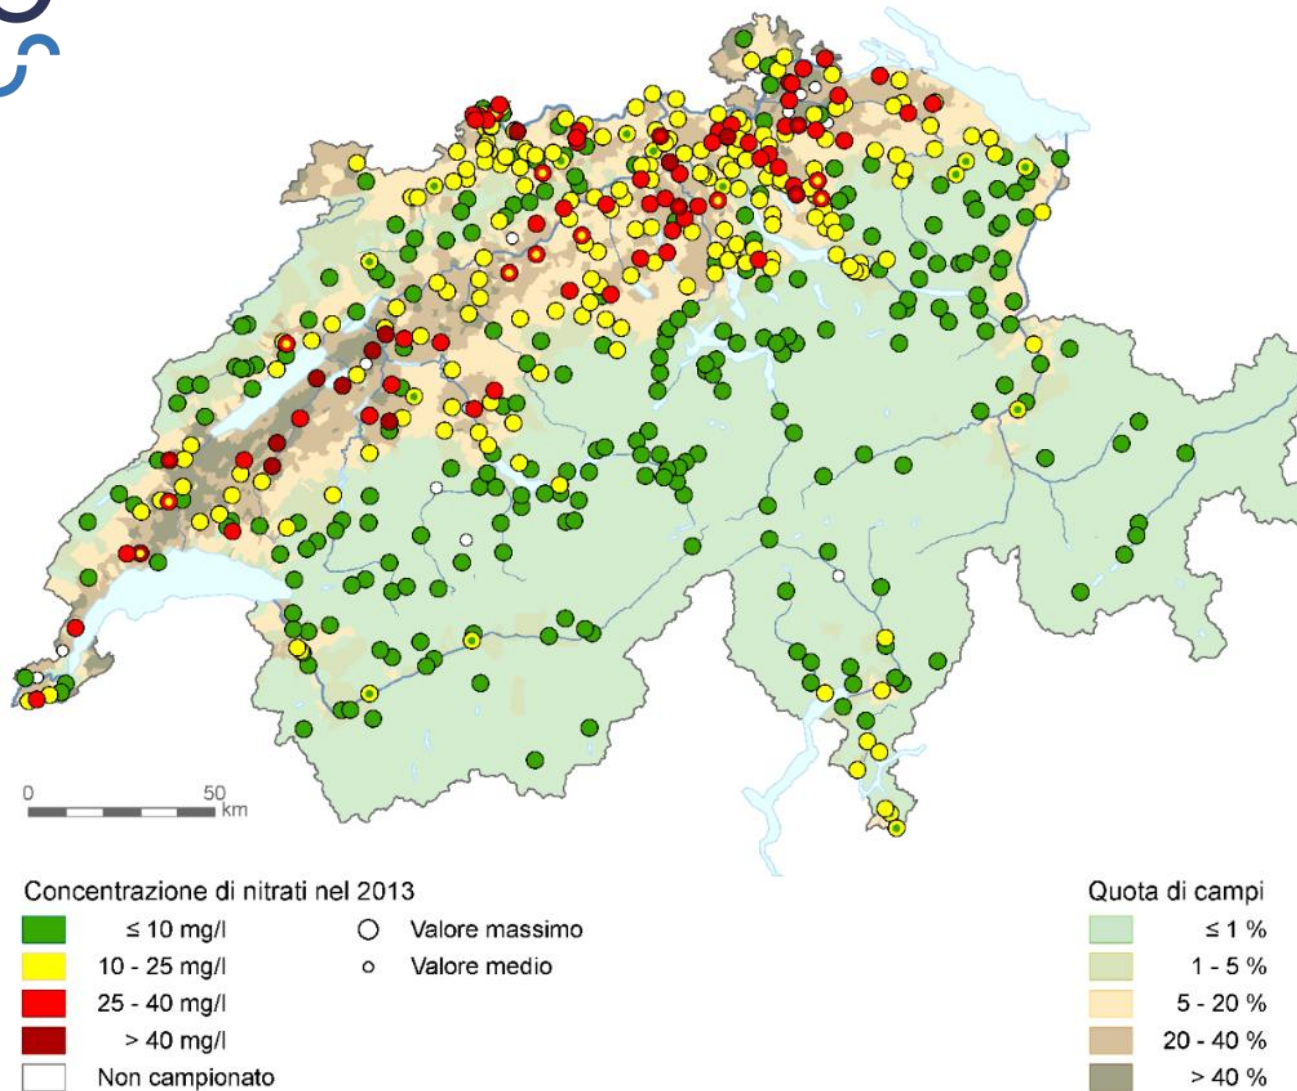 0 50
km
Concentrazione di nitrati nel 2013
≤ 10 mg/l
10 - 25 mg/l
25 - 40 mg/l
> 40 mg/l
Non campionato
Valore massimo
Valore medio
Quota di campi
≤ 1 %
1 - 5 %
5 - 20 %
20 - 40 %
> 40 %